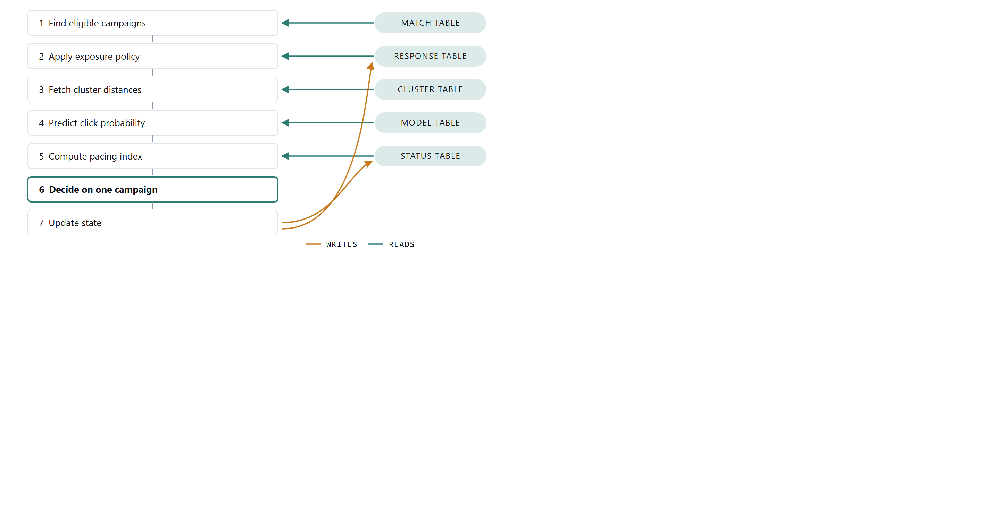 1 Find eligible campaigns
MATCH TABLE
2 Apply exposure policy
RESPONSE TABLE
3 Fetch cluster distances
CLUSTER TABLE
4 Predict click probability
MODEL TABLE
5 Compute pacing index
STATUS TABLE
6 Decide on one campaign
7 Update state
WRITES READS